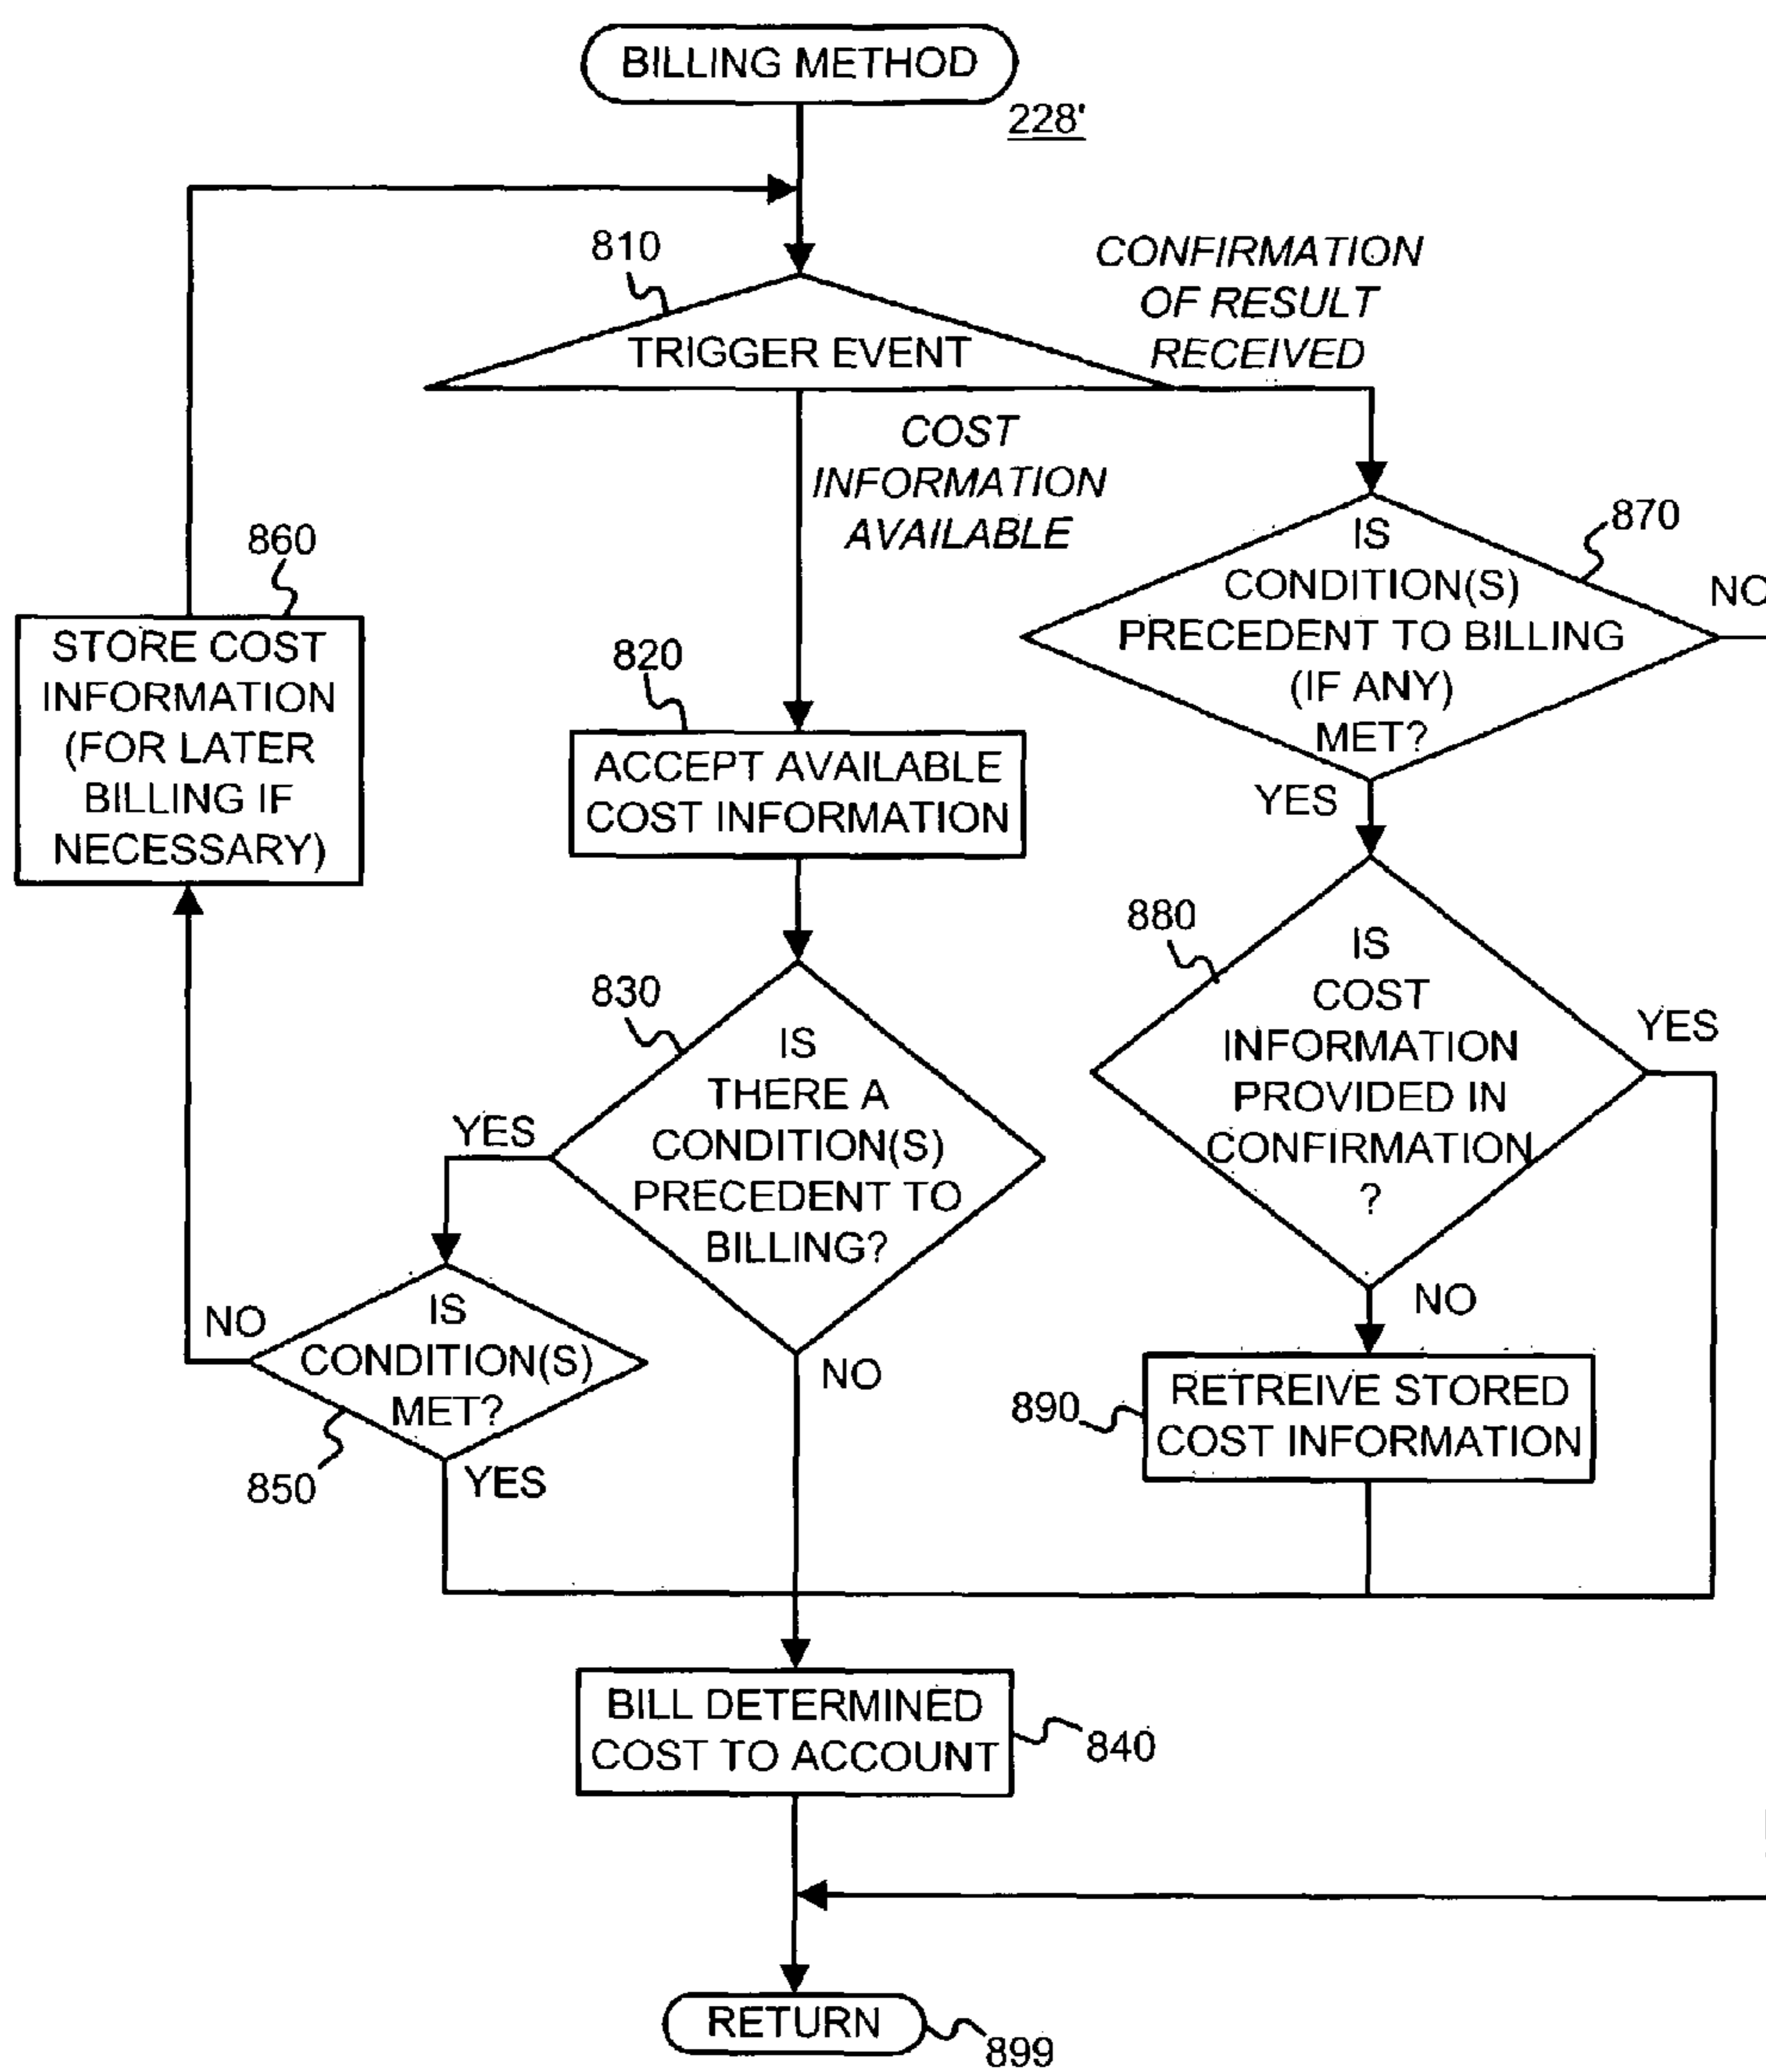 BILLING METHOD
228'
810
TRIGGER EVENT
CONFIRMATION
OF RESULT
RECEIVED
COST
INFORMATION
AVAILABLE
860
STORE COST
INFORMATION
(FOR LATER
BILLING IF
NECESSARY)
820
ACCEPT AVAILABLE
COST INFORMATION
870
IS
CONDITION(S)
PRECEDENT TO BILLING
(IF ANY)
MET?
NO
YES
830
IS
THERE A
CONDITION(S)
PRECEDENT TO
BILLING?
YES
NO
880
IS
COST
INFORMATION
PROVIDED IN
CONFIRMATION
?
YES
NO
IS
CONDITION(S)
MET?
NO
850
YES
890
RETREIVE STORED
COST INFORMATION
BILL DETERMINED
COST TO ACCOUNT
840
RETURN
899